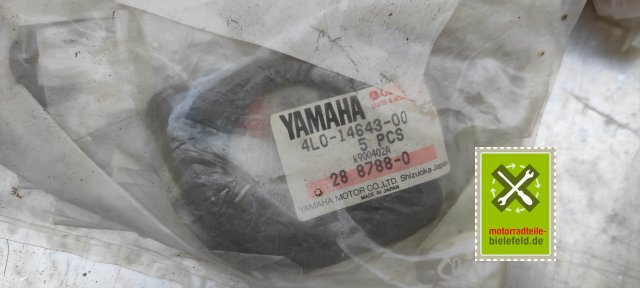 YAMAHA
4L0-14643-00
5 PCS
K900402A
28 8788-0
YAMAHA MOTOR CO.,LTD. Shizuoka Japan
MADE IN JAPAN
motorradteile-
bielefeld.de